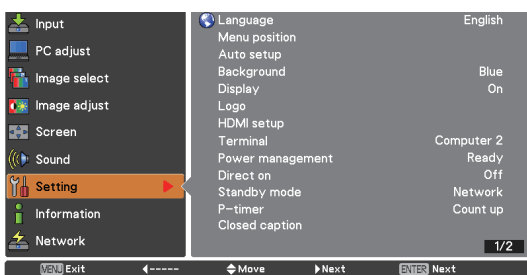 Input
PC adjust
Image select
Image adjust
Screen
Sound
Setting
Information
Network
Language English
Menu position
Auto setup
Background Blue
Display On
Logo
HDMI setup
Terminal Computer 2
Power management Ready
Direct on Off
Standby mode Network
P-timer Count up
Closed caption
1/2
MENU Exit ◀----- Move Next ENTER Next